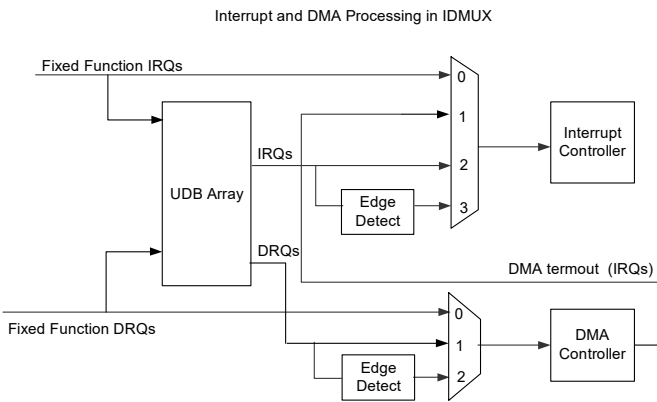 Interrupt and DMA Processing in IDMUX
Fixed Function IRQs
0
1
2
3
Interrupt
Controller
IRQs
UDB Array
Edge
Detect
DRQs
DMA termout (IRQs)
Fixed Function DRQs
0
1
2
DMA
Controller
Edge
Detect